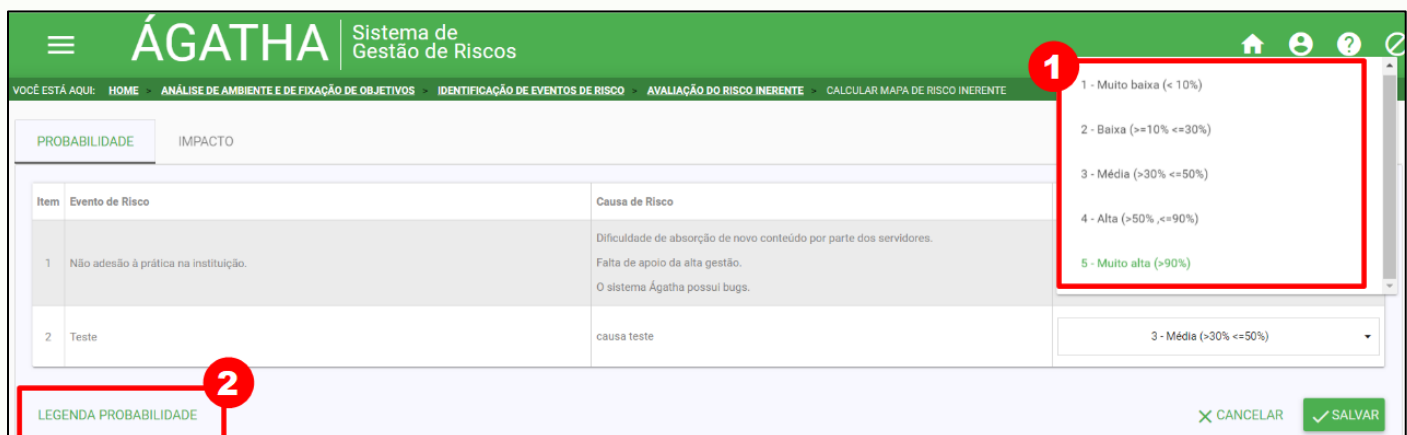 ÁGATHA
Sistema de
Gestão de Riscos
VOCÊ ESTÁ AQUI: HOME > ANÁLISE DE AMBIENTE E DE FIXAÇÃO DE OBJETIVOS > IDENTIFICAÇÃO DE EVENTOS DE RISCO > AVALIAÇÃO DO RISCO INERENTE > CALCULAR MAPA DE RISCO INERENTE
1
1 - Muito baixa (< 10%)
2 - Baixa (>=10% <=30%)
3 - Média (>30% <=50%)
4 - Alta (>50% ,<=90%)
5 - Muito alta (>90%)
PROBABILIDADE IMPACTO
Item Evento de Risco Causa de Risco
1 Não adesão à prática na instituição.
Dificuldade de absorção de novo conteúdo por parte dos servidores.
Falta de apoio da alta gestão.
O sistema Ágatha possui bugs.
2 Teste causa teste 3 - Média (>30% <=50%)
2
LEGENDA PROBABILIDADE CANCELAR SALVAR